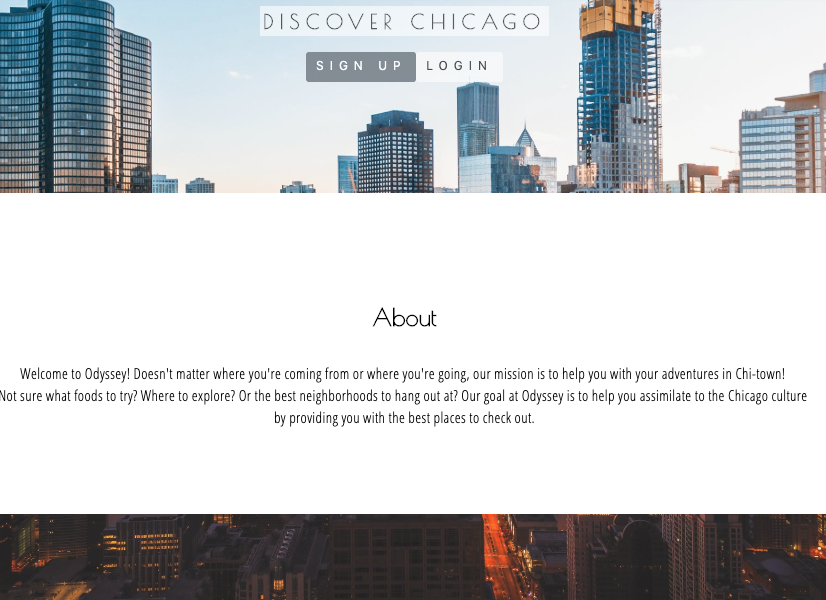 DISCOVER CHICAGO
SIGN UP LOGIN
About
Welcome to Odyssey! Doesn't matter where you're coming from or where you're going, our mission is to help you with your adventures in Chi-town!
Not sure what foods to try? Where to explore? Or the best neighborhoods to hang out at? Our goal at Odyssey is to help you assimilate to the Chicago culture
by providing you with the best places to check out.